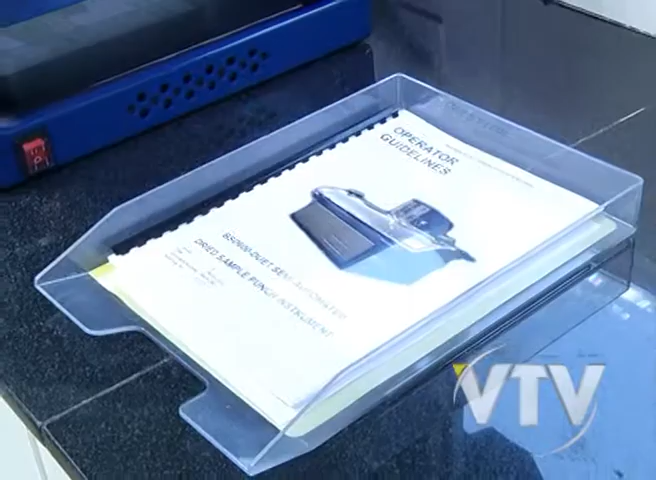 OPERATOR
GUIDELINES
BSD600-DUET SEMI-AUTOMATED
DRIED SAMPLE PUNCH INSTRUMENT
VTV